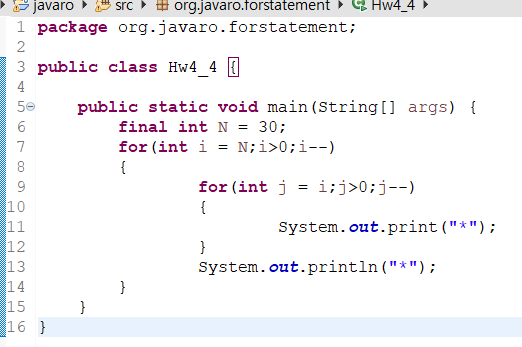 javaro src org.javaro.forstatement Hw4_4
1 package org.javaro.forstatement;
2
3 public class Hw4_4 {
4
5 public static void main(String[] args) {
6 final int N = 30;
7 for(int i = N;i>0;i--)
8 {
9 for(int j = i;j>0;j--)
10 {
11 System.out.print("*");
12 }
13 System.out.println("*");
14 }
15 }
16 }